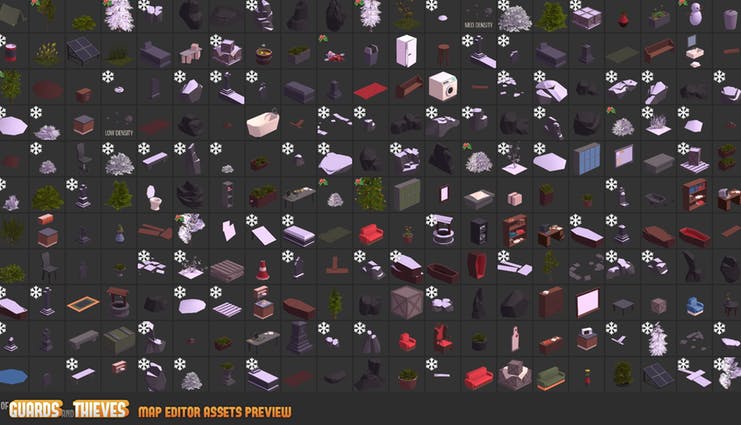 MED DENSITY
LOW DENSITY
OF GUARDS AND THIEVES MAP EDITOR ASSETS PREVIEW